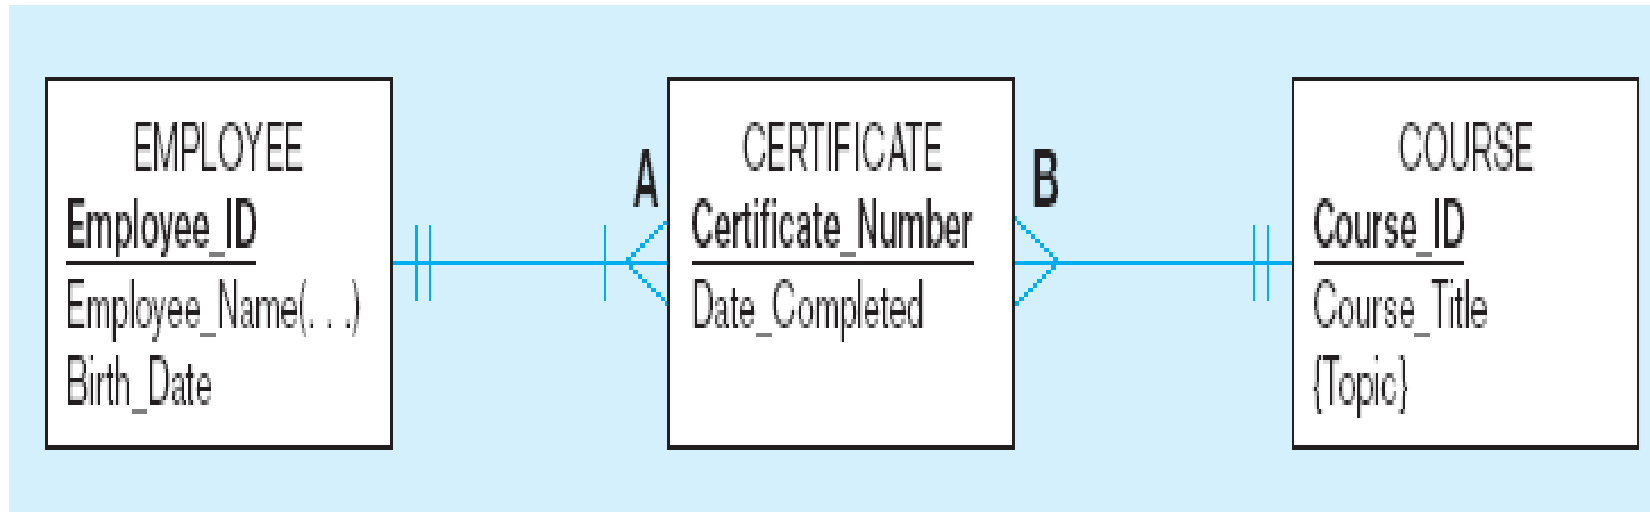 EMPLOYEE
Employee_ID
Employee_Name(. . .)
Birth_Date
A
CERTIFICATE
Certificate_Number
Date_Completed
B
COURSE
Course_ID
Course_Title
{Topic}